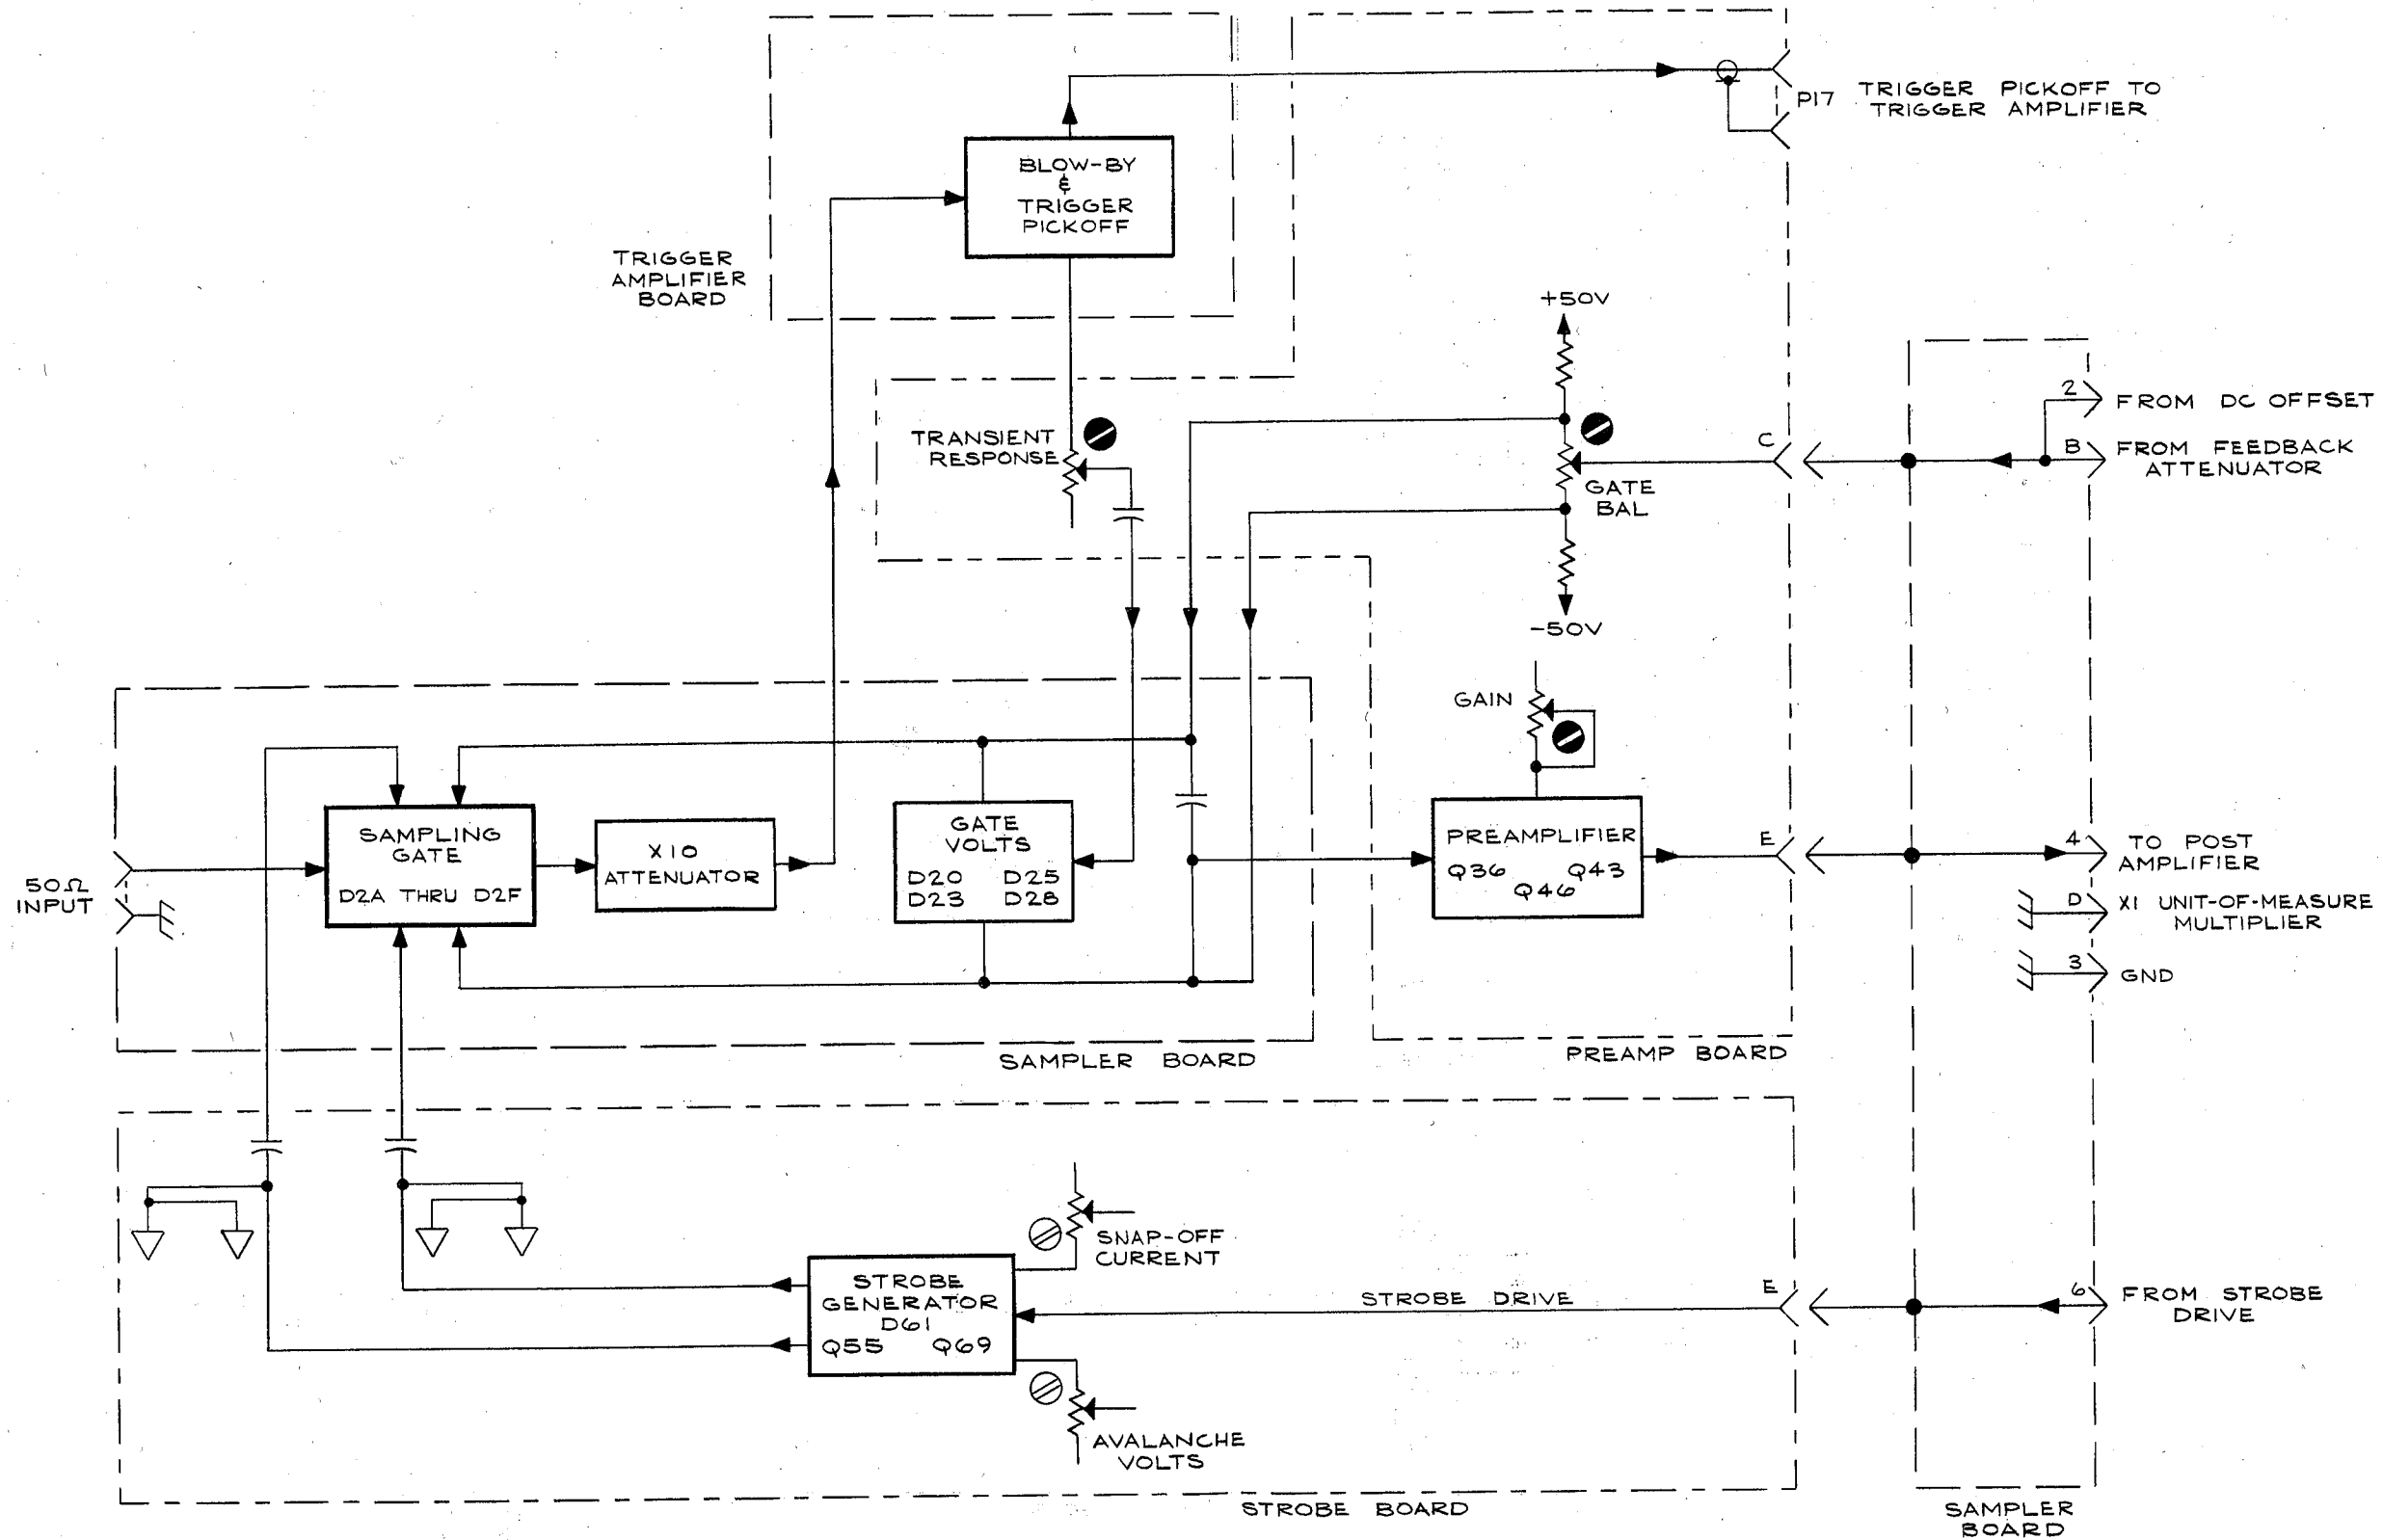 P17
TRIGGER PICKOFF TO
TRIGGER AMPLIFIER
BLOW-BY
&
TRIGGER
PICKOFF
TRIGGER
AMPLIFIER
BOARD
+50V
2
FROM DC OFFSET
TRANSIENT
RESPONSE
C
B
FROM FEEDBACK
ATTENUATOR
GATE
BAL
-50V
GAIN
50Ω
INPUT
SAMPLING
GATE
D2A THRU D2F
X10
ATTENUATOR
GATE
VOLTS
D20 D25
D23 D28
PREAMPLIFIER
Q36 Q43
Q46
E
4
TO POST
AMPLIFIER
D
X1 UNIT-OF-MEASURE
MULTIPLIER
3
GND
SAMPLER BOARD
PREAMP BOARD
SNAP-OFF
CURRENT
STROBE
GENERATOR
D61
Q55 Q69
STROBE DRIVE
E
6
FROM STROBE
DRIVE
AVALANCHE
VOLTS
STROBE BOARD
SAMPLER
BOARD